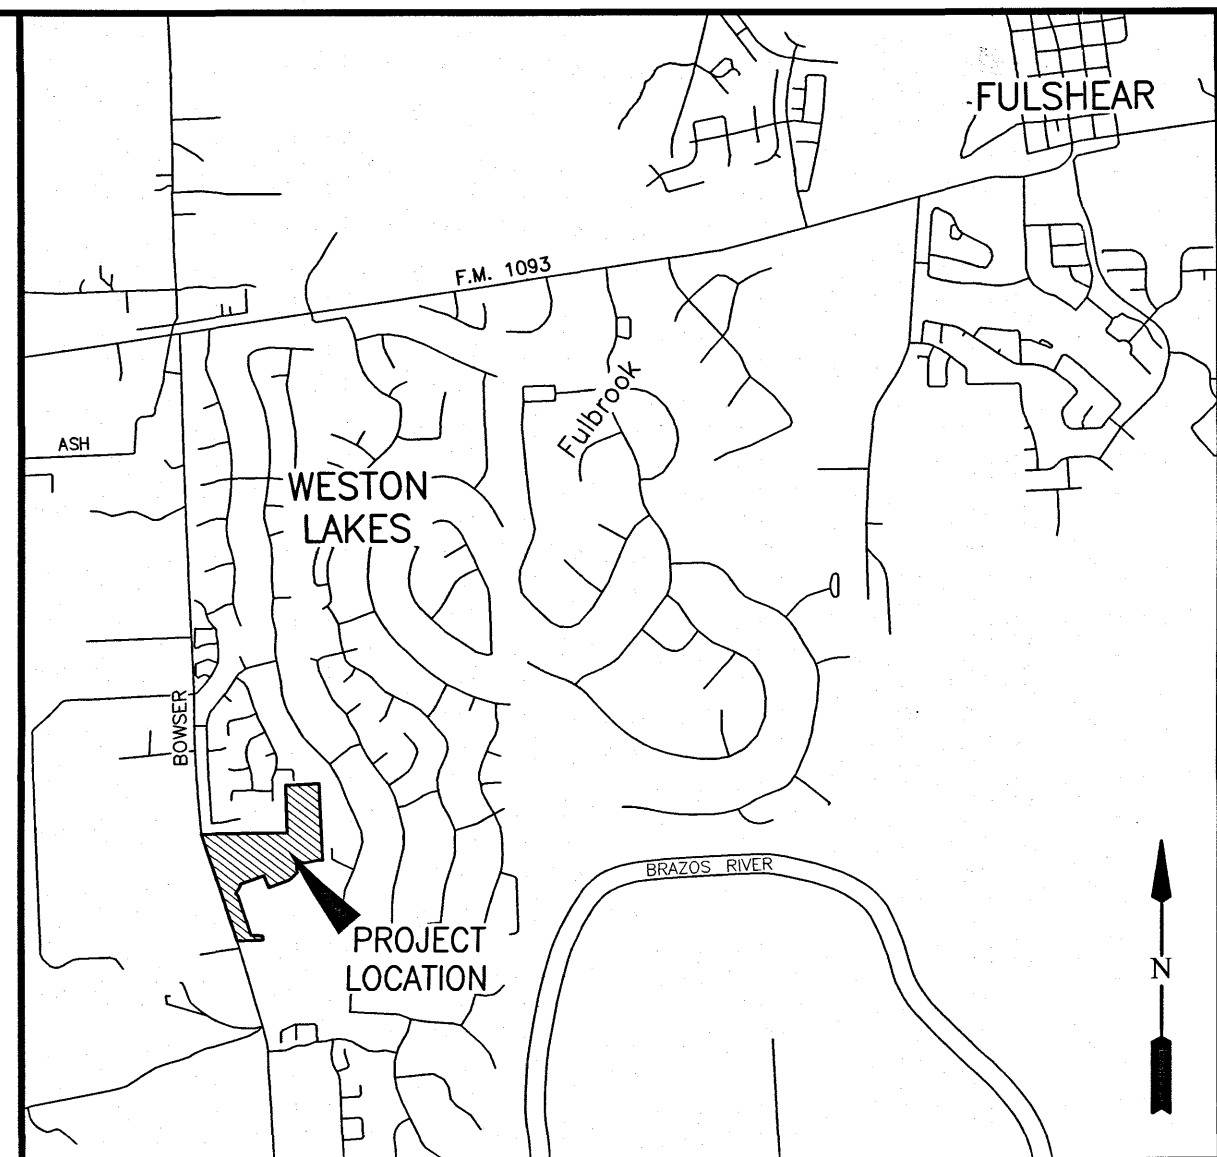 FULSHEAR
F.M. 1093
Fulbrook
ASH
WESTON
LAKES
BOWSER
BRAZOS RIVER
PROJECT
LOCATION
N